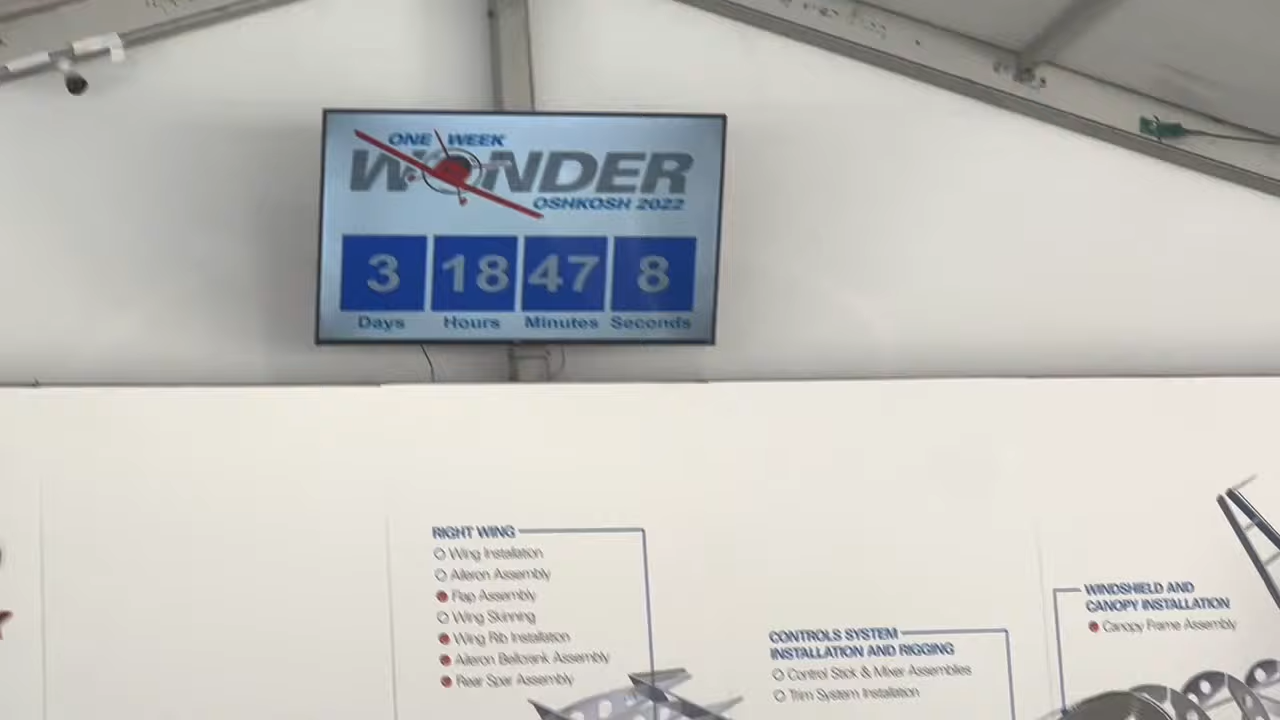 ONE WEEK
WONDER
OSHKOSH 2022
3 18 47 8
Days Hours Minutes Seconds
RIGHT WING
Wing Installation
Aileron Assembly
Flap Assembly
Wing Skinning
Wing Rib Installation
Aileron Bellcrank Assembly
Rear Spar Assembly
CONTROLS SYSTEM
INSTALLATION AND RIGGING
Control Stick & Mixer Assemblies
Trim System Installation
WINDSHIELD AND
CANOPY INSTALLATION
Canopy Frame Assembly